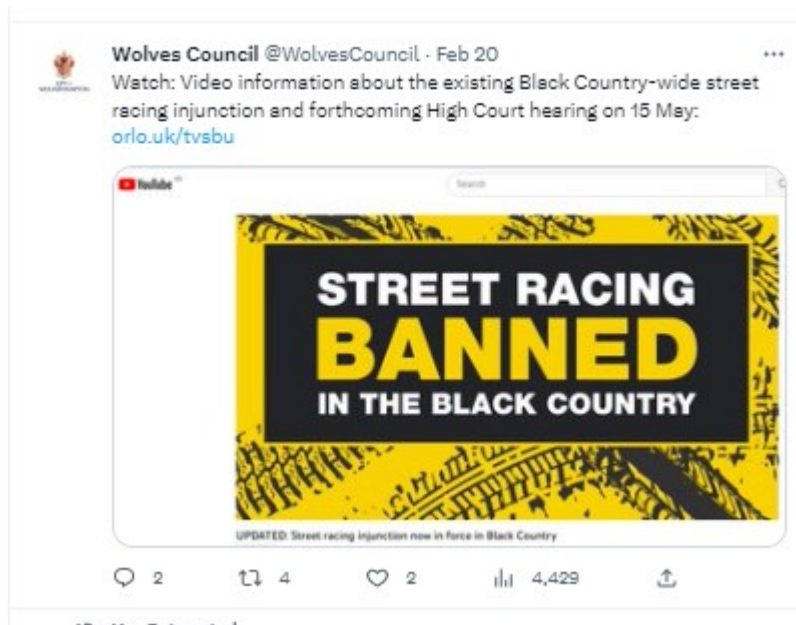 Wolves Council @WolvesCouncil · Feb 20
Watch: Video information about the existing Black Country-wide street
racing injunction and forthcoming High Court hearing on 15 May:
orlo.uk/tvsbu
YouTube
Search
STREET RACING
BANNED
IN THE BLACK COUNTRY
UPDATED: Street racing injunction now in force in Black Country
2 4 2 4,429